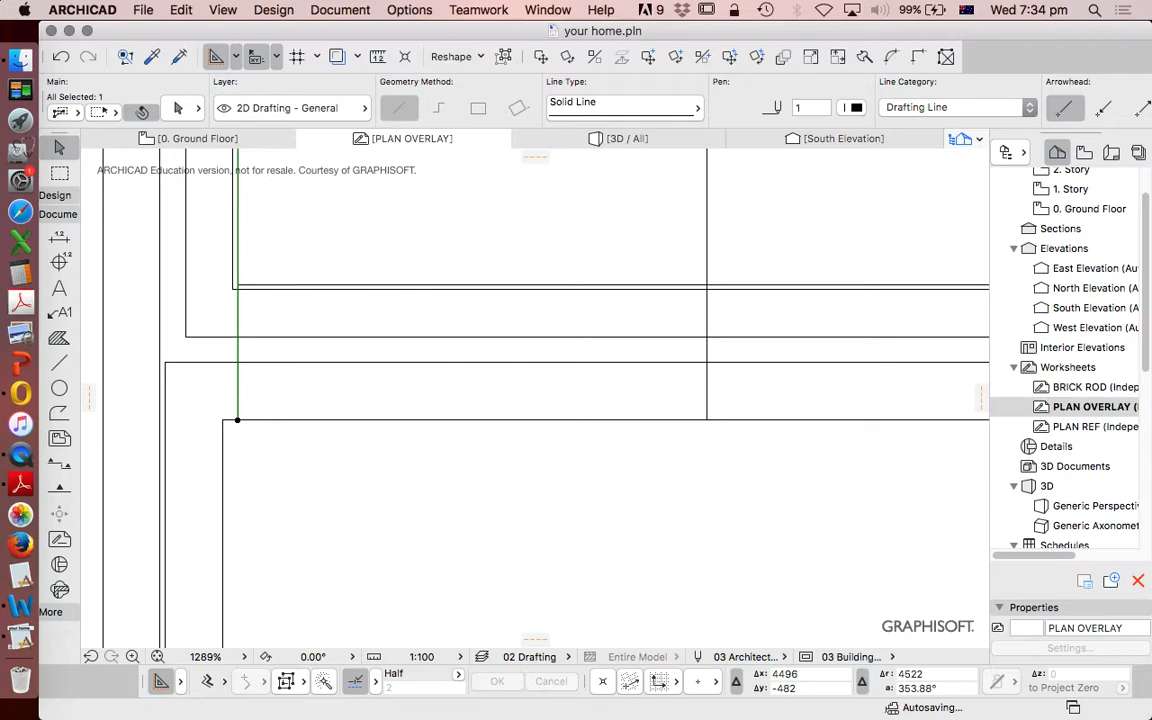 ARCHICAD File Edit View Design Document Options Teamwork Window Help 9 99% Wed 7:34 pm
your home.pln
Reshape
Main: Layer: Geometry Method: Line Type: Pen: Line Category: Arrowhead:
All Selected: 1
Solid Line
2D Drafting - General
1
Drafting Line
[0. Ground Floor] [PLAN OVERLAY] [3D / All] [South Elevation]
ARCHICAD Education version, not for resale. Courtesy of GRAPHISOFT.
Design
Docume
More
2. Story
1. Story
0. Ground Floor
Sections
Elevations
East Elevation (Au
North Elevation (A
South Elevation (A
West Elevation (Au
Interior Elevations
Worksheets
BRICK ROD (Indep
PLAN OVERLAY (I
PLAN REF (Indepe
Details
3D Documents
3D
Generic Perspecti
Generic Axonomet
Schedules
Properties
PLAN OVERLAY
Settings...
GRAPHISOFT.
1289% 0.00° 1:100 02 Drafting Entire Model 03 Architect... 03 Building...
Half
2
OK Cancel
Δx: 4496
Δy: -482
Δr: 4522
a: 353.88°
Δz: 0
to Project Zero
Autosaving...